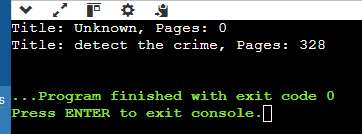 Title: Unknown, Pages: 0
Title: detect the crime, Pages: 328
...Program finished with exit code 0
Press ENTER to exit console.